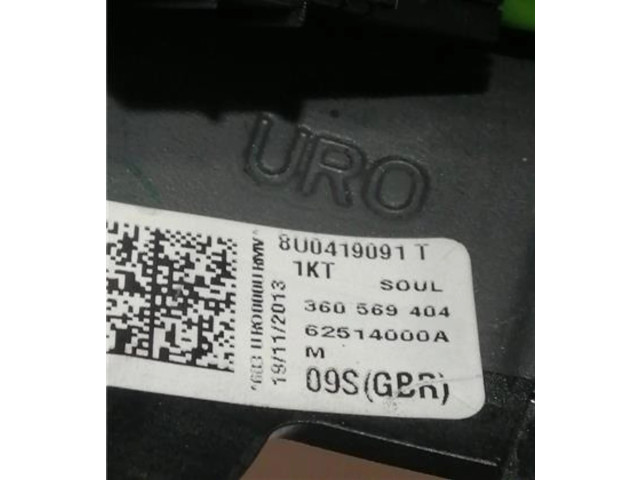 URO
8U0419091 T
1KT SOUL
360 569 404
62514000A
M
09S(GBR)
19/11/2013